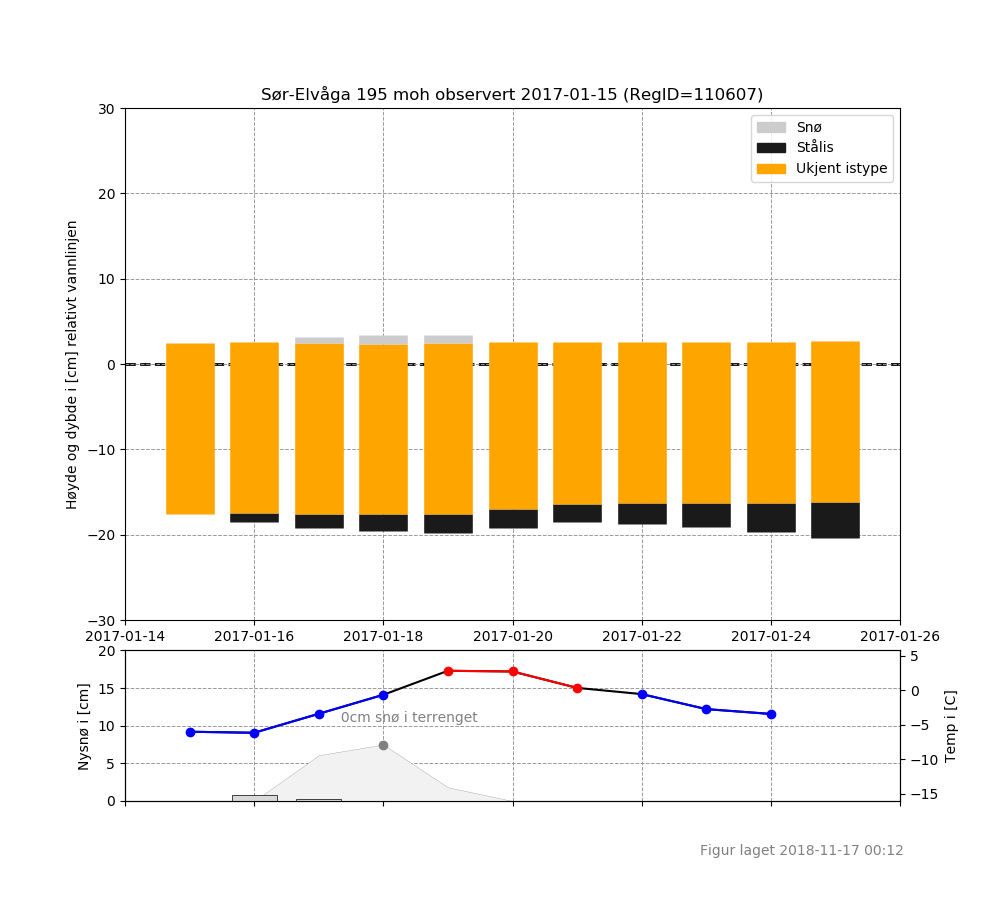 Sør-Elvåga 195 moh observert 2017-01-15 (RegID=110607)
Snø
Stålis
Ukjent istype
Høyde og dybde i [cm] relativt vannlinjen
30
20
10
0
−10
−20
−30
2017-01-14 2017-01-16 2017-01-18 2017-01-20 2017-01-22 2017-01-24 2017-01-26
Nysnø i [cm]
20
15
10
5
0
0cm snø i terrenget
5
0
−5
−10
−15
Temp i [C]
Figur laget 2018-11-17 00:12